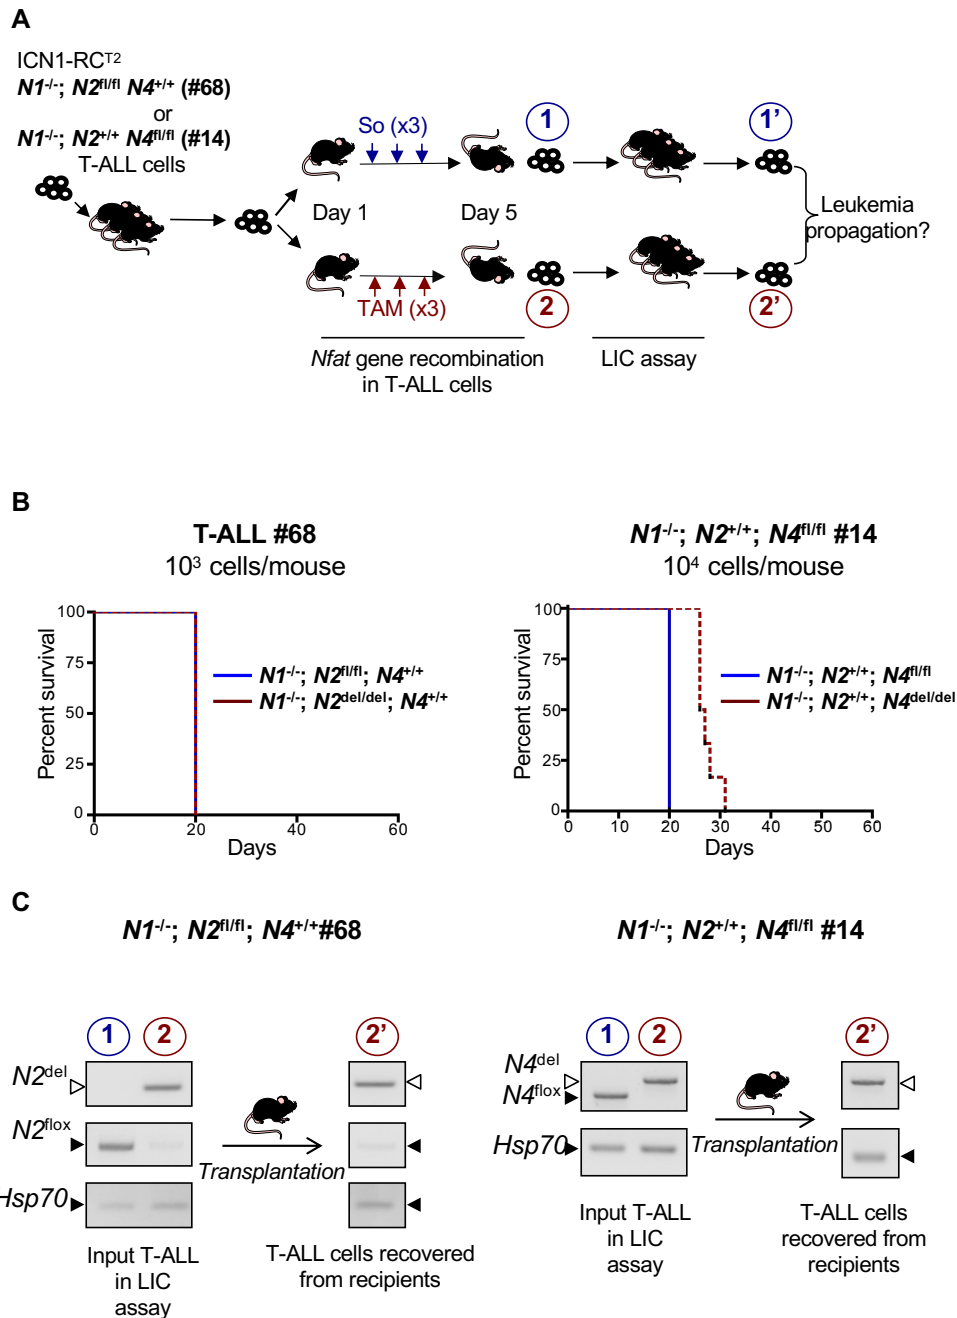 A
ICN1-RCT2
N1-/-; N2fl/fl N4+/+ (#68)
or
N1-/-; N2+/+ N4fl/fl (#14)
T-ALL cells
So (x3)
1
1’
Day 1
Day 5
Leukemia
propagation?
TAM (x3)
2
2’
Nfat gene recombination
in T-ALL cells
LIC assay
B
T-ALL #68
10³ cells/mouse
Percent survival
100
75
50
25
0
0 20 40 60
Days
N1-/-; N2fl/fl; N4+/+
N1-/-; N2del/del; N4+/+
N1-/-; N2+/+; N4fl/fl #14
10⁴ cells/mouse
Percent survival
100
75
50
25
0
0 10 20 30 40 50 60
Days
N1-/-; N2+/+; N4fl/fl
N1-/-; N2+/+; N4del/del
C
N1-/-; N2fl/fl; N4+/+#68
1 2 2’
N2del
N2flox
Hsp70
Transplantation
Input T-ALL
in LIC
assay
T-ALL cells recovered
from recipients
N1-/-; N2+/+; N4fl/fl #14
1 2 2’
N4del
N4flox
Hsp70
Transplantation
Input T-ALL
in LIC
assay
T-ALL cells
recovered from
recipients